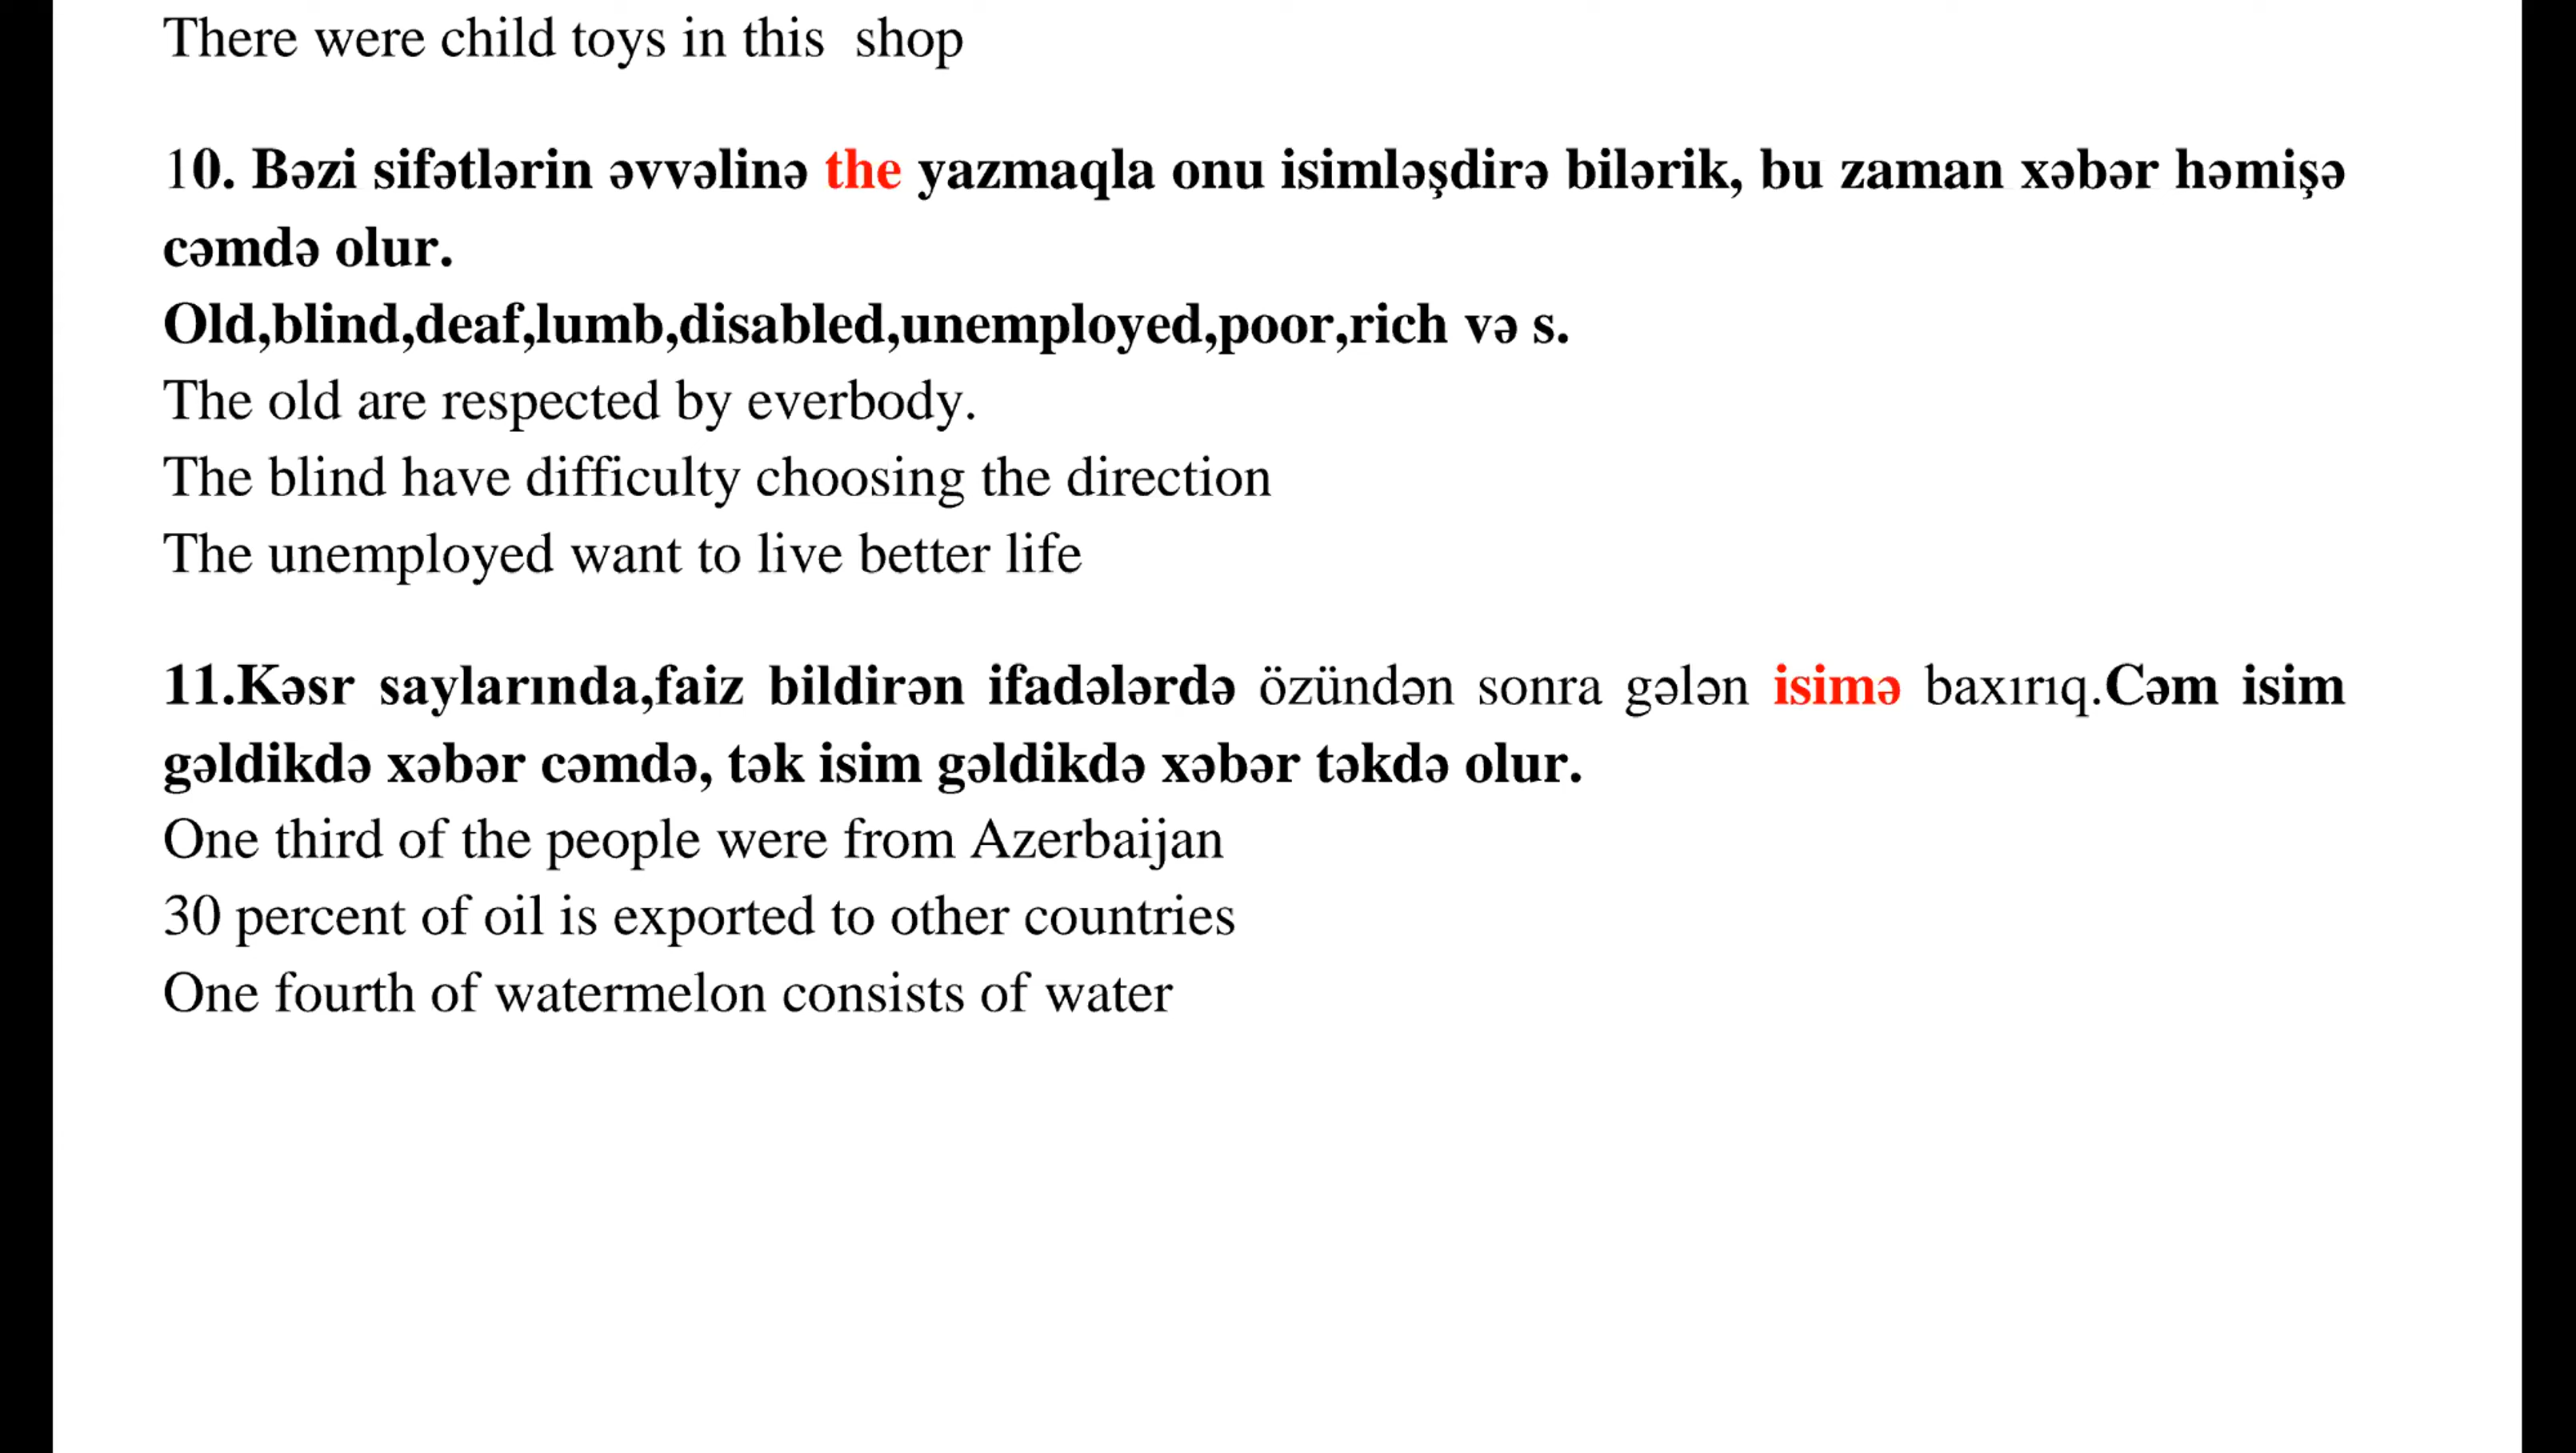 There were child toys in this  shop
10. Bəzi sifətlərin əvvəlinə the yazmaqla onu isimləşdirə bilərik, bu zaman xəbər həmişə
cəmdə olur.
Old,blind,deaf,lumb,disabled,unemployed,poor,rich və s.
The old are respected by everbody.
The blind have difficulty choosing the direction
The unemployed want to live better life
11.Kəsr saylarında,faiz bildirən ifadələrdə özündən sonra gələn isimə baxırıq.Cəm isim
gəldikdə xəbər cəmdə, tək isim gəldikdə xəbər təkdə olur.
One third of the people were from Azerbaijan
30 percent of oil is exported to other countries
One fourth of watermelon consists of water